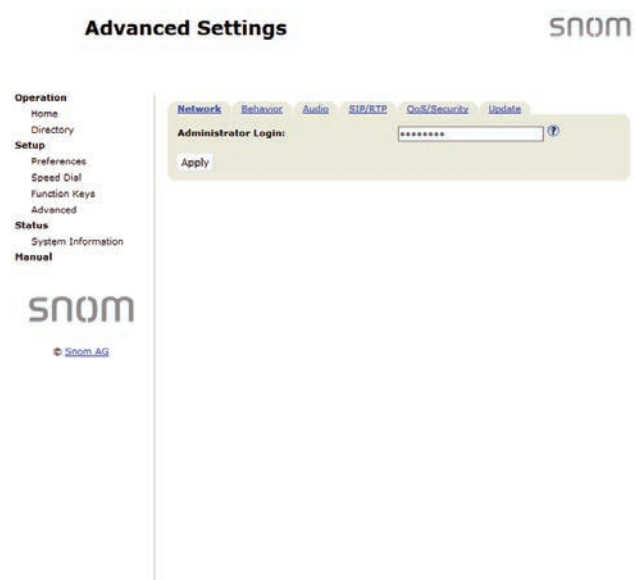 Advanced Settings
snom
Operation
Home
Directory
Setup
Preferences
Speed Dial
Function Keys
Advanced
Status
System Information
Manual
snom
© Snom AG
Network Behavior Audio SIP/RTP QoS/Security Update
Administrator Login: ******** ?
Apply